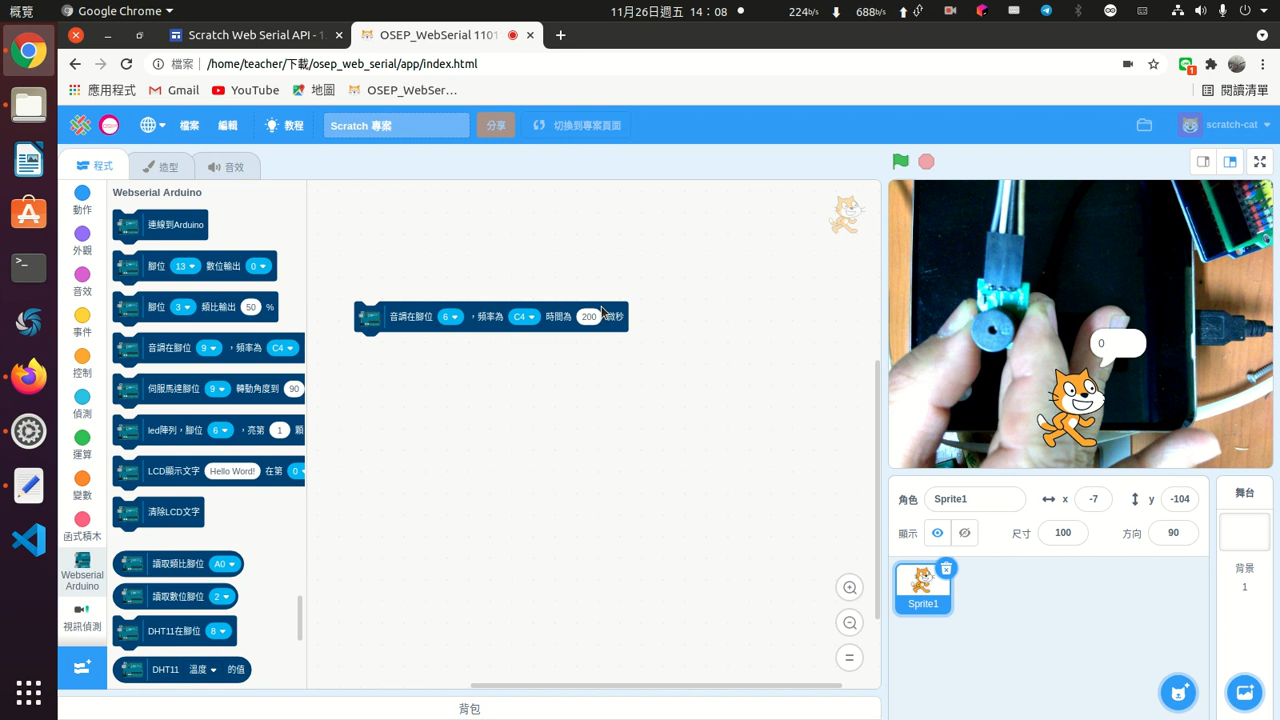 概覽
Google Chrome
11月26日週五 14:08
224b/s
688b/s
Scratch Web Serial API - 1
OSEP_WebSerial 1101
檔案
/home/teacher/下載/osep_web_serial/app/index.html
1
應用程式
Gmail
YouTube
地圖
OSEP_WebSer…
閱讀清單
檔案
編輯
教程
Scratch 專案
分享
切換到專案頁面
scratch-cat
程式
造型
音效
動作
外觀
音效
事件
控制
偵測
運算
變數
函式積木
Webserial
Arduino
視訊偵測
Webserial Arduino
連線到Arduino
腳位 13 數位輸出 0
腳位 3 類比輸出 50 %
音調在腳位 9 ，頻率為 C4
伺服馬達腳位 9 轉動角度到 90
led陣列，腳位 6 ，亮第 1 顆
LCD顯示文字 Hello Word! 在第 0
清除LCD文字
讀取類比腳位 A0
讀取數位腳位 2
DHT11在腳位 8
DHT11 溫度 的值
音調在腳位 6 ，頻率為 C4 時間為 200 微秒
0
角色
Sprite1
x
-7
y
-104
顯示
尺寸
100
方向
90
Sprite1
舞台
背景
1
背包